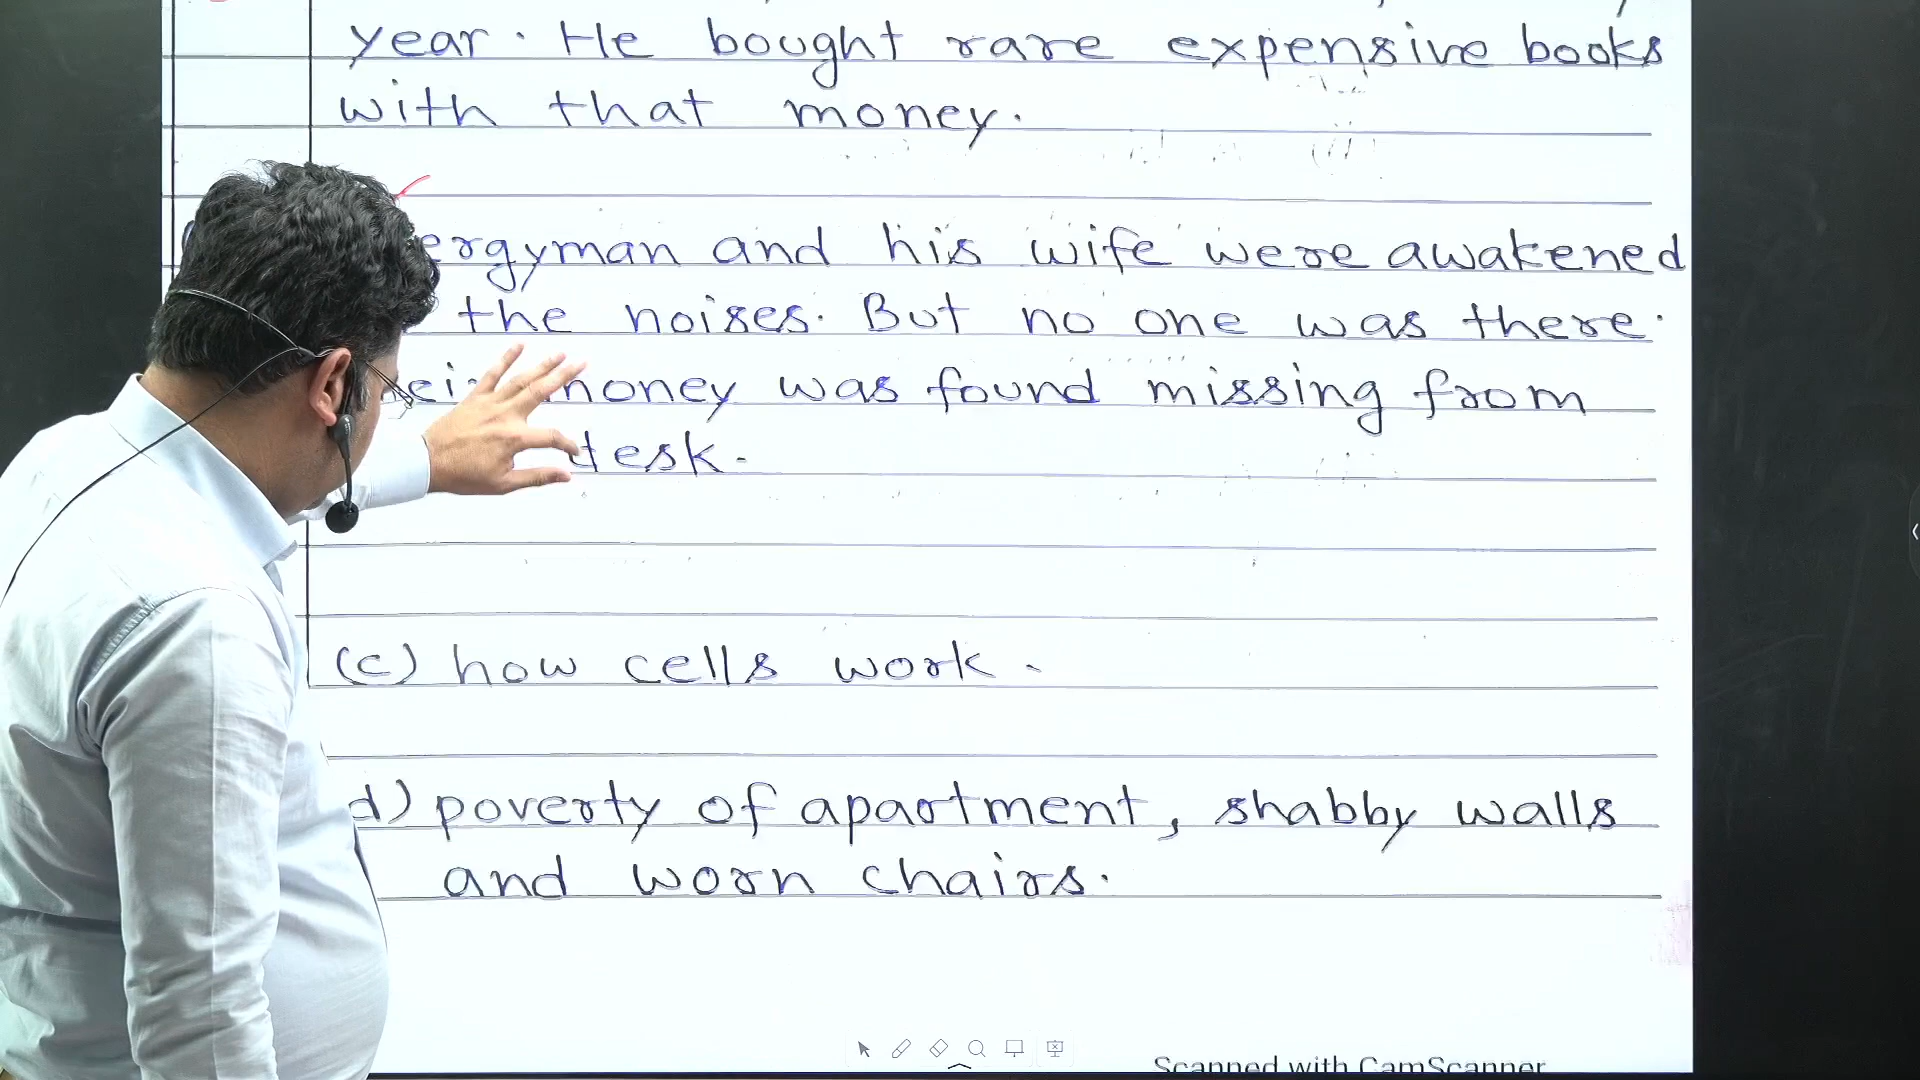 year. He bought rare expensive books
with that money.
and his wife were awakened
the noises. But no one was there.
money was found missing from
desk.
(c) how cells work.
d) poverty of apartment, shabby walls
and worn chairs.
Scanned with CamScanner